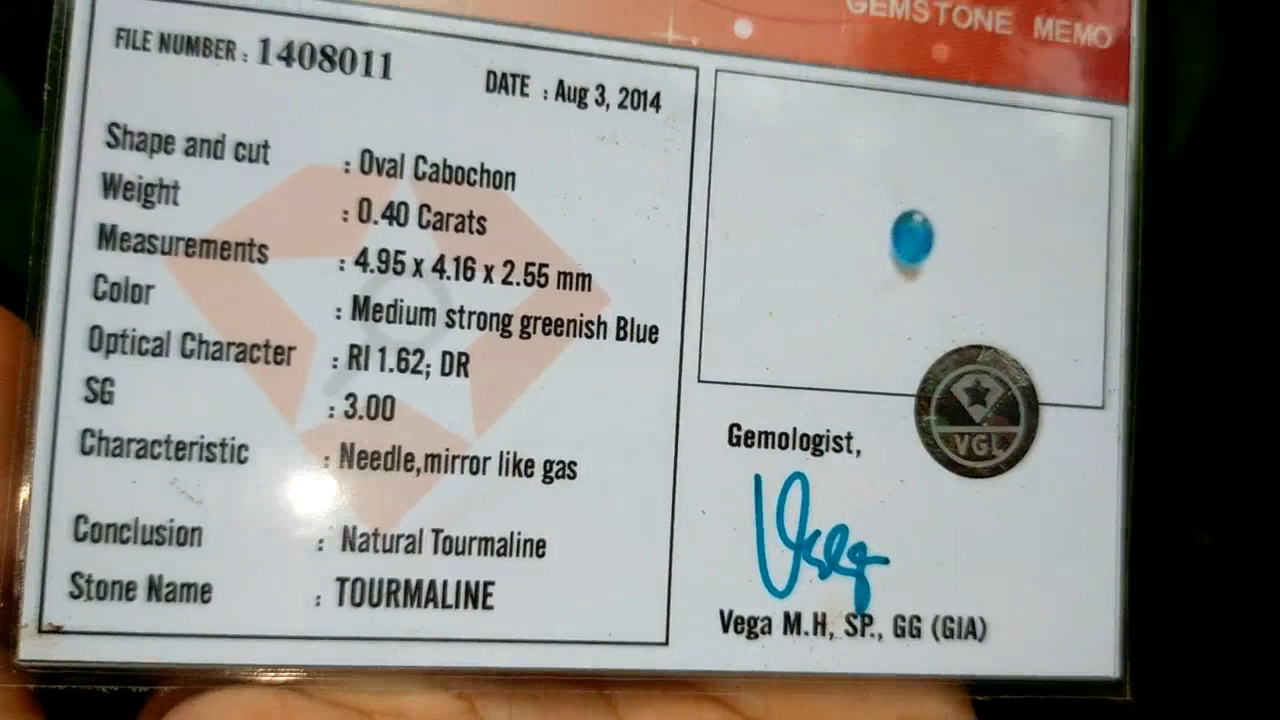 GEMSTONE MEMO
FILE NUMBER : 1408011
DATE : Aug 3, 2014
Shape and cut : Oval Cabochon
Weight : 0.40 Carats
Measurements : 4.95 x 4.16 x 2.55 mm
Color : Medium strong greenish Blue
Optical Character : RI 1.62; DR
SG : 3.00
Characteristic : Needle,mirror like gas
Conclusion : Natural Tourmaline
Stone Name : TOURMALINE
VGL
Gemologist,
Vega
Vega M.H, SP., GG (GIA)